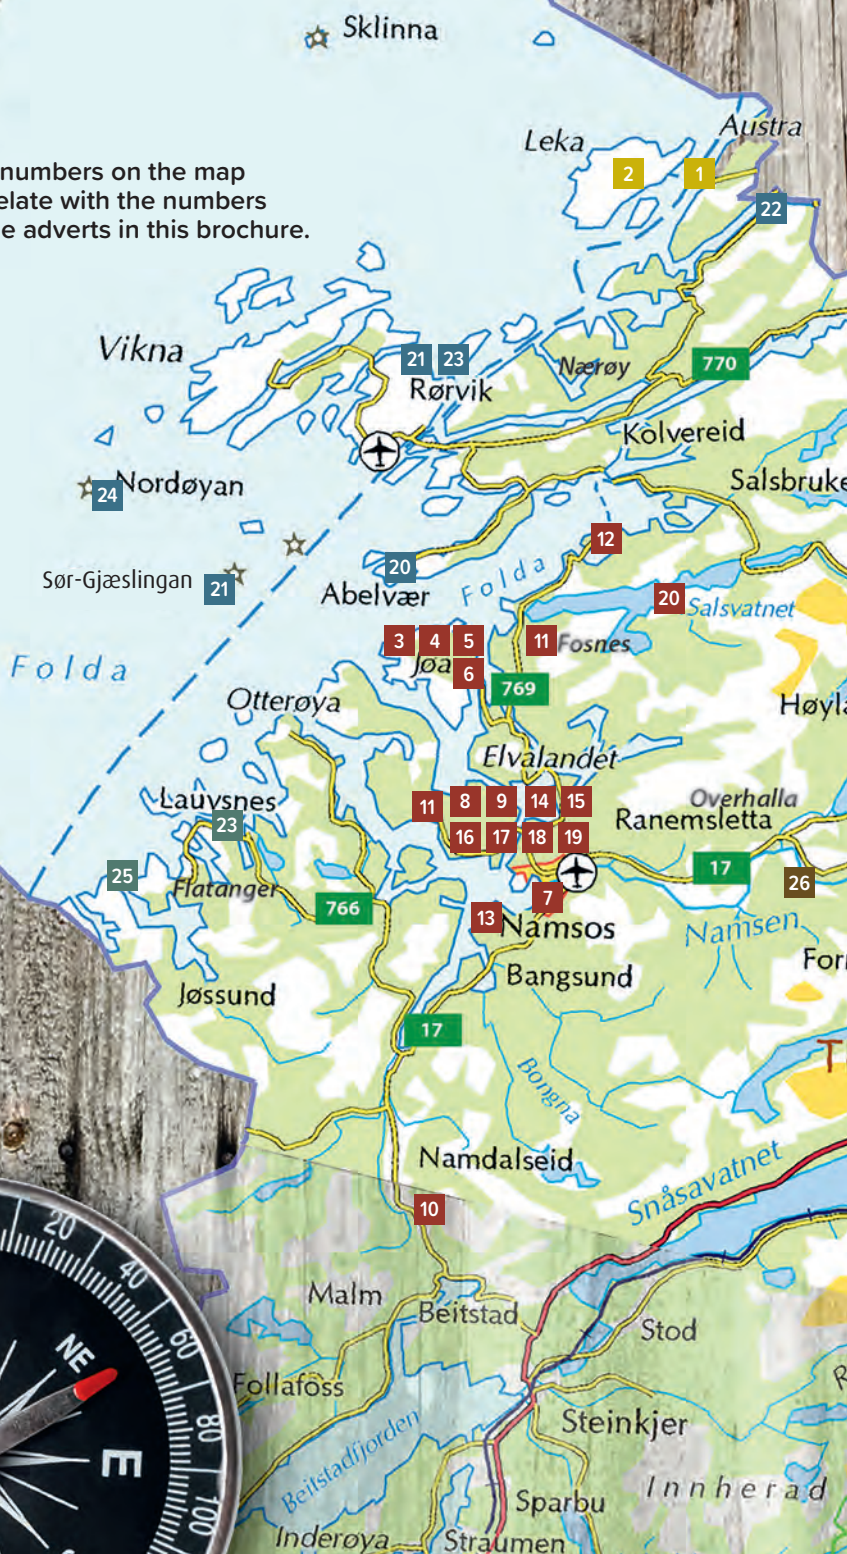 Sklinna
Austra
Leka
2
1
numbers on the map
elate with the numbers
e adverts in this brochure.
22
Vikna
21
23
Rørvik
Nærøy
770
Kolvereid
Salsbruke
24
Nordøyan
12
Sør-Gjæslingan
21
20
Abelvær
Folda
20
Salsvatnet
3
4
5
11
Fosnes
Jøa
6
769
Folda
Otterøya
Høyla
Elvalandet
Lauvsnes
11
8
9
14
15
Overhalla
Ranemsletta
23
16
17
18
19
25
Flatanger
17
26
766
7
13
Namsos
Namsen
Bangsund
Jøssund
17
Bongna
Namdalseid
Snåsavatnet
10
20
40
60
80
100
NE
E
Malm
Beitstad
Stod
Follafoss
Steinkjer
Beitstadfjorden
Innherad
Sparbu
Inderøya
Straumen